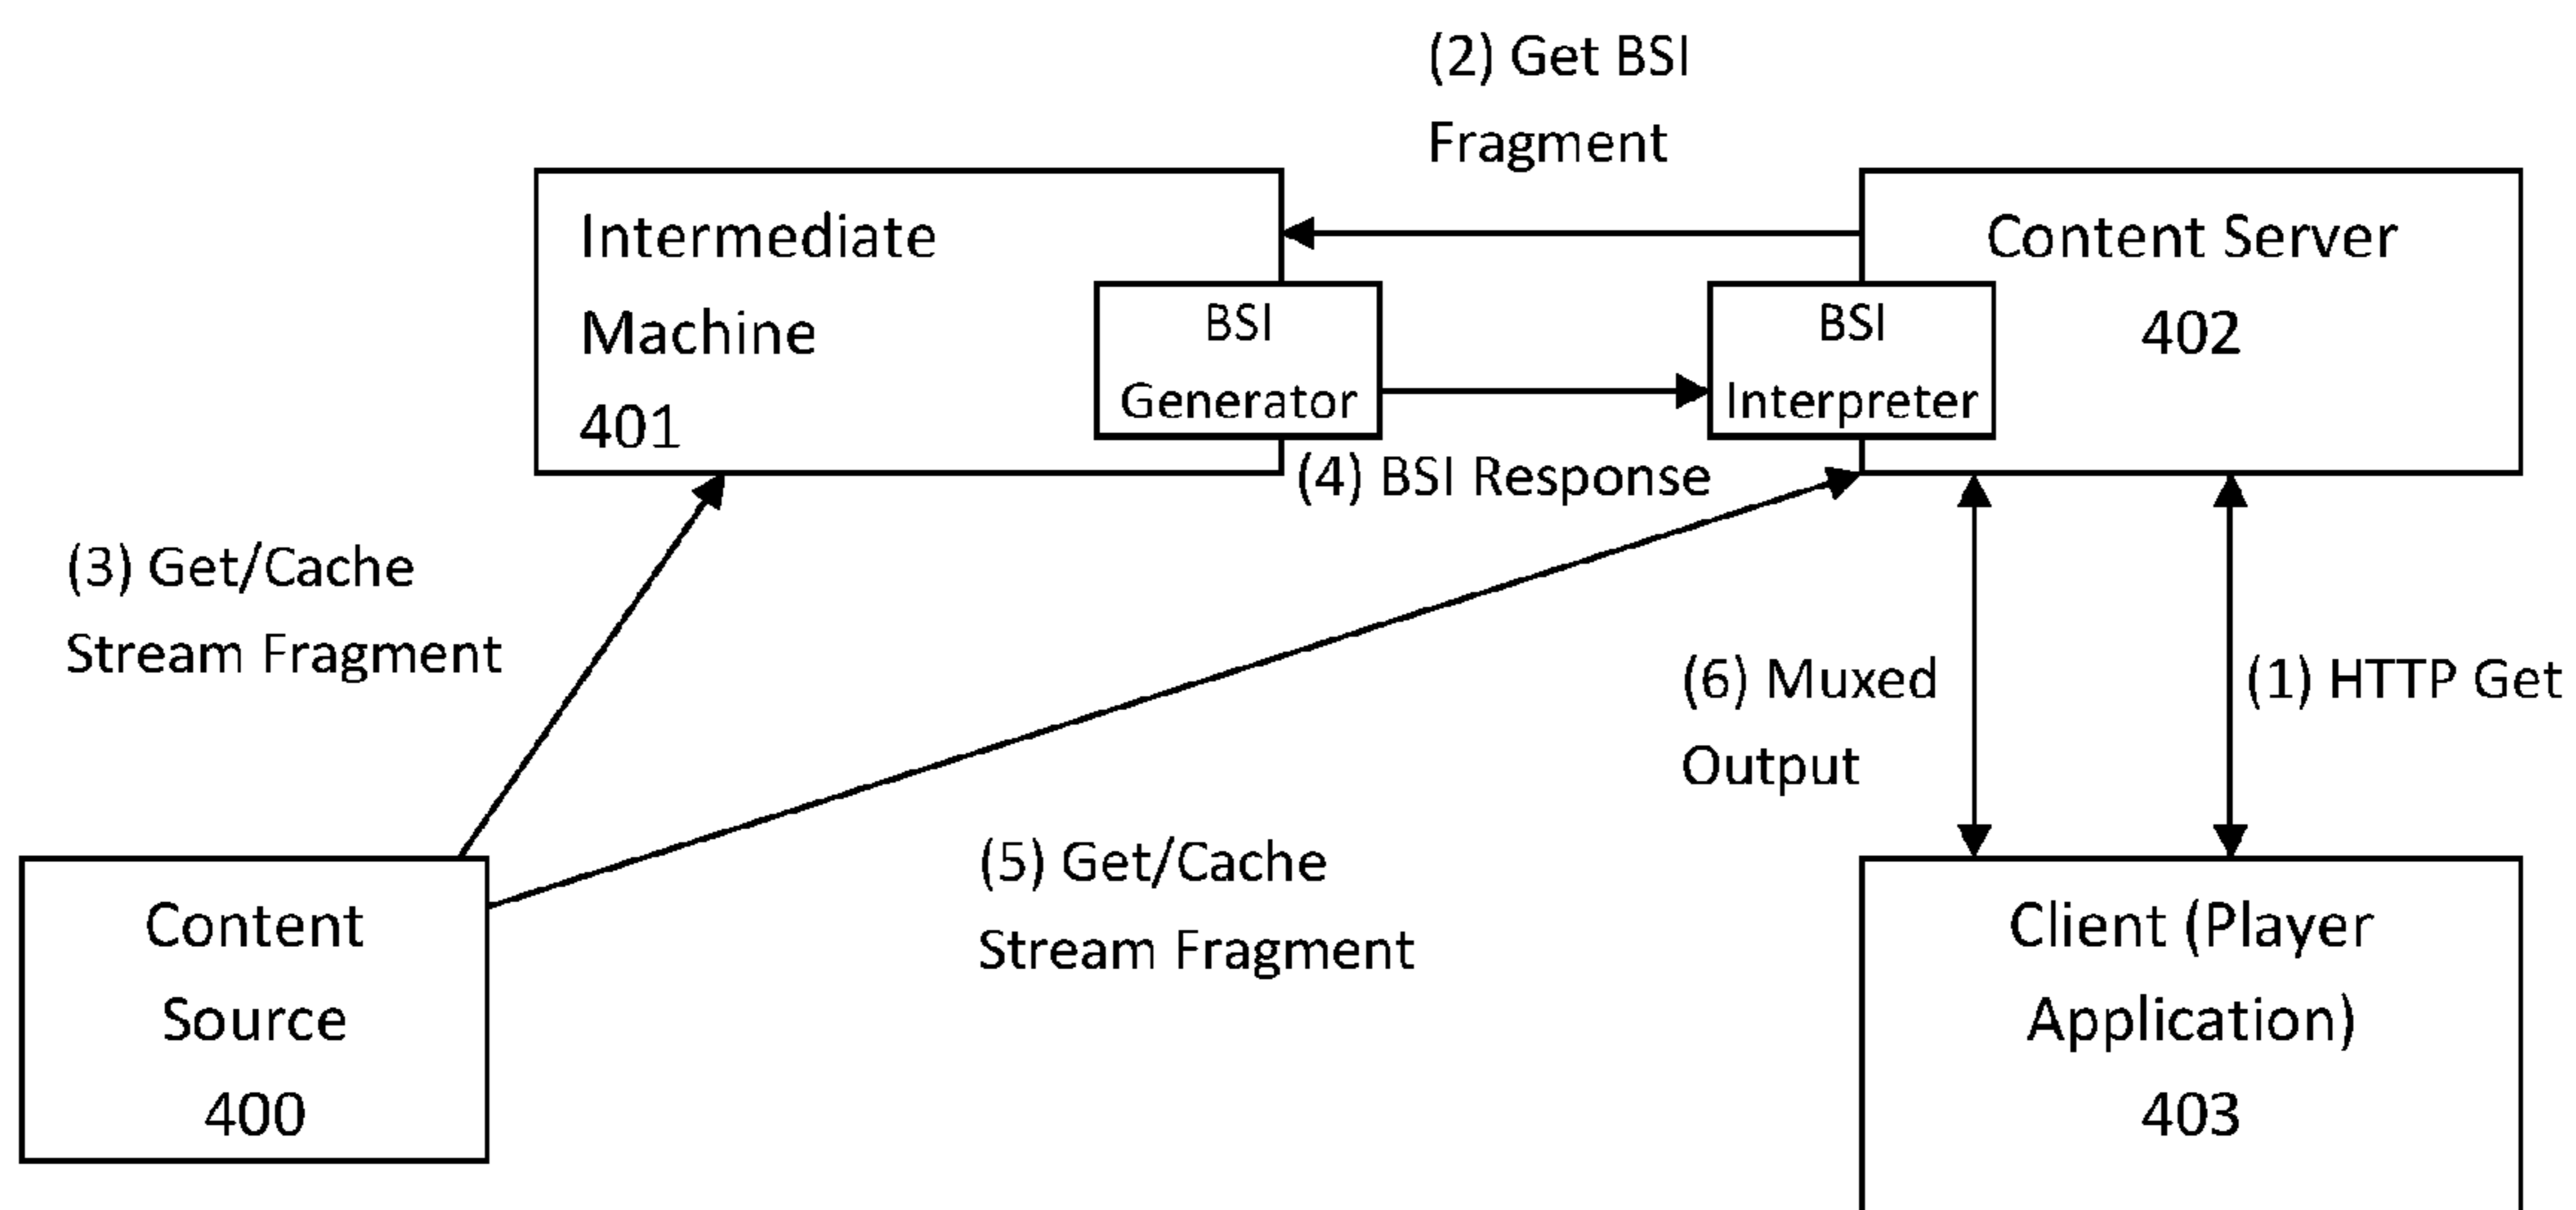 (2) Get BSI
Fragment
Intermediate
Machine
401
BSI
Generator
BSI
Interpreter
Content Server
402
(4) BSI Response
(3) Get/Cache
Stream Fragment
(6) Muxed
Output
(1) HTTP Get
(5) Get/Cache
Stream Fragment
Content
Source
400
Client (Player
Application)
403